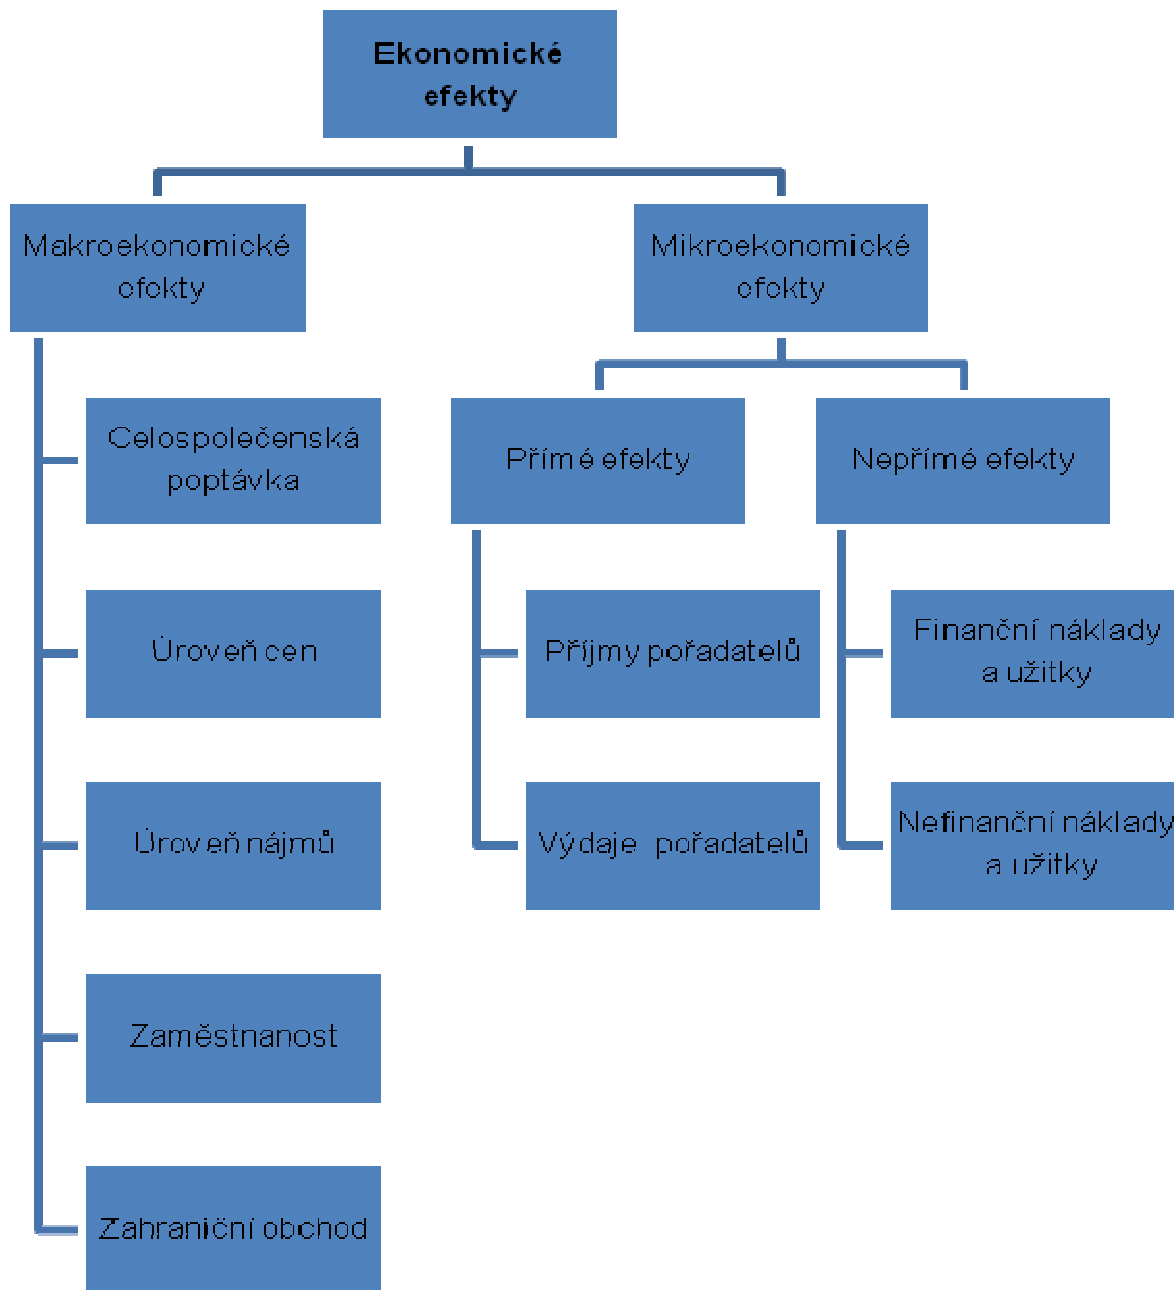 Ekonomické
efekty
Makroekonomické
efekty
Mikroekonomické
efekty
Celospolečenská
poptávka
Úroveň cen
Úroveň nájmů
Zaměstnanost
Zahraniční obchod
Přímé efekty
Příjmy pořadatelů
Výdaje pořadatelů
Nepřímé efekty
Finanční náklady
a užitky
Nefinanční náklady
a užitky